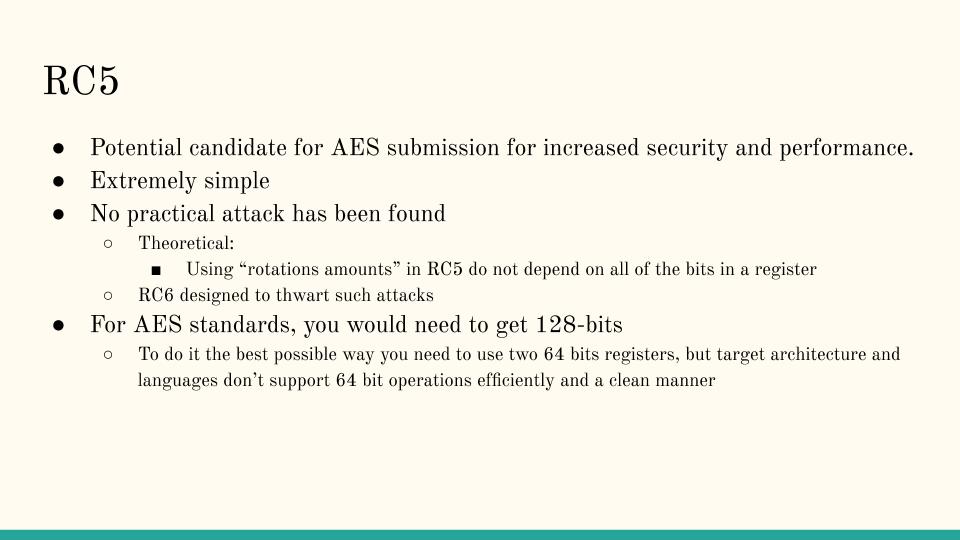 RC5
● Potential candidate for AES submission for increased security and performance.
● Extremely simple
● No practical attack has been found
○ Theoretical:
■ Using “rotations amounts” in RC5 do not depend on all of the bits in a register
○ RC6 designed to thwart such attacks
● For AES standards, you would need to get 128-bits
○ To do it the best possible way you need to use two 64 bits registers, but target architecture and
languages don’t support 64 bit operations efficiently and a clean manner